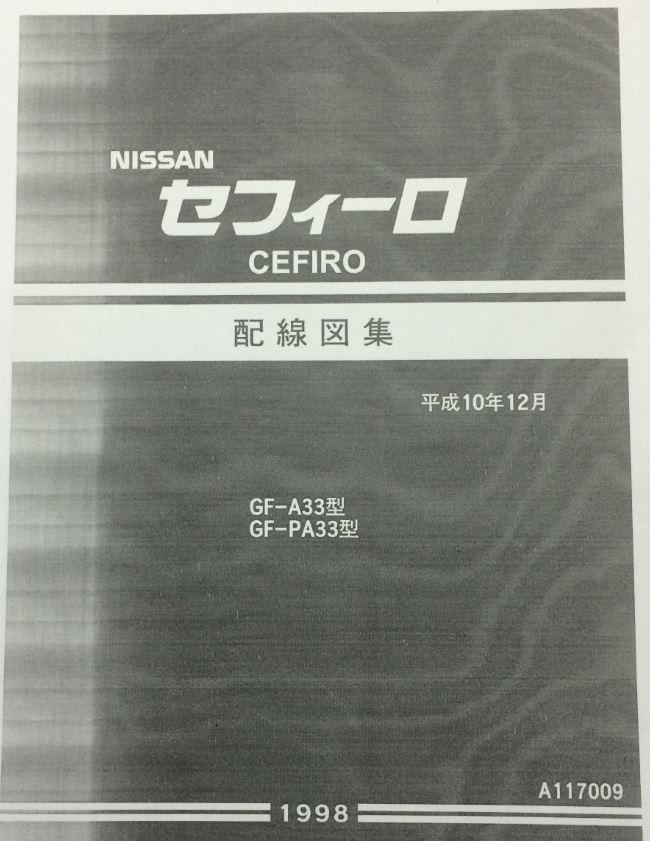 NISSAN
セフィーロ
CEFIRO
配線図集
平成10年12月
GF-A33型
GF-PA33型
A117009
1998